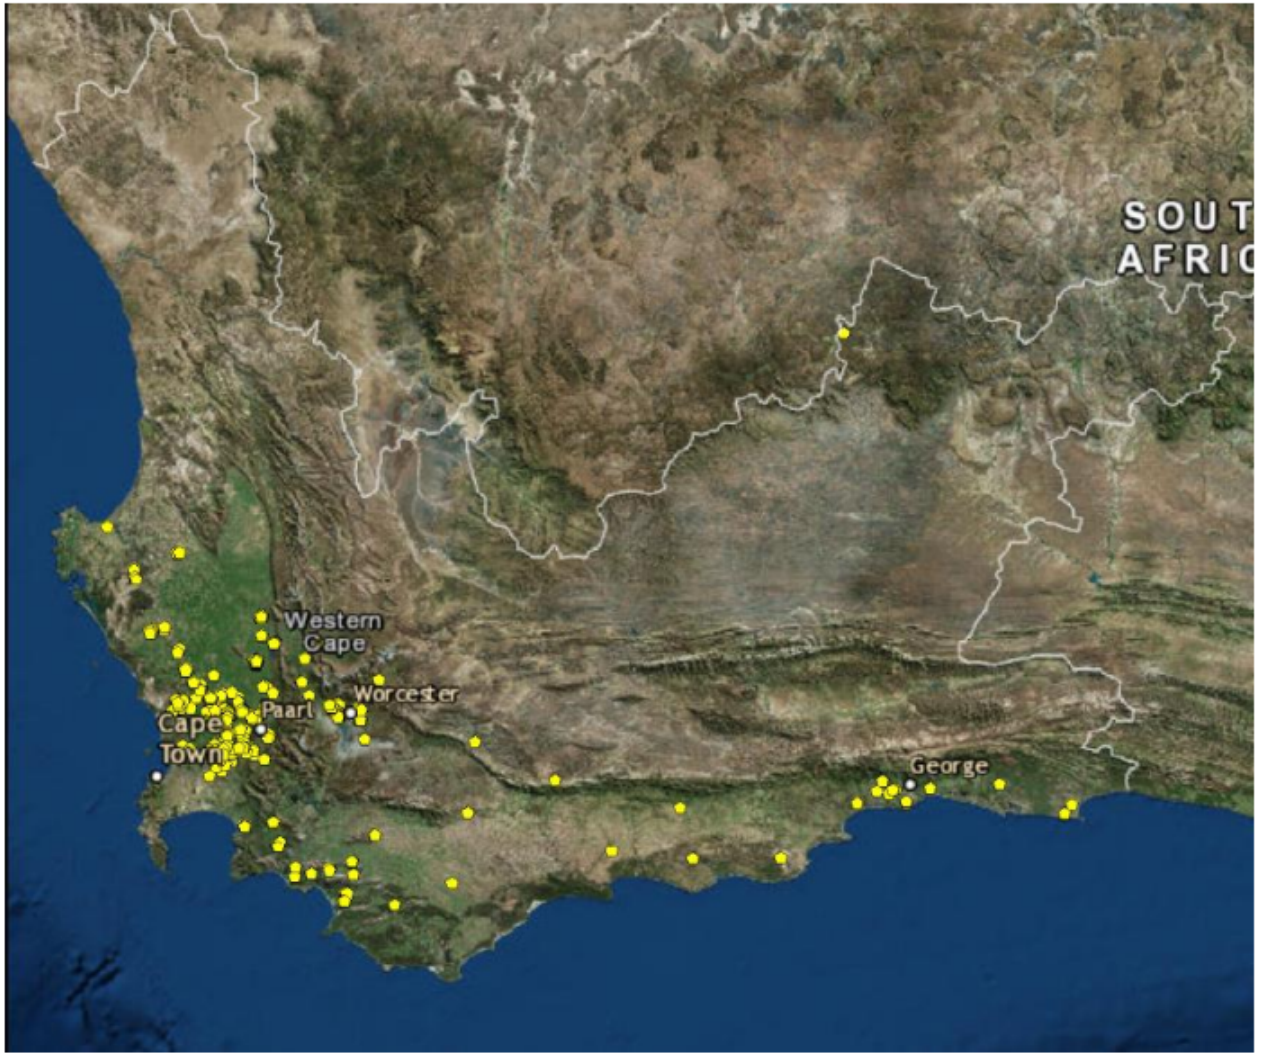 SOUT
AFRIC
Western
Cape
Worcester
Paarl
Cape
Town
George